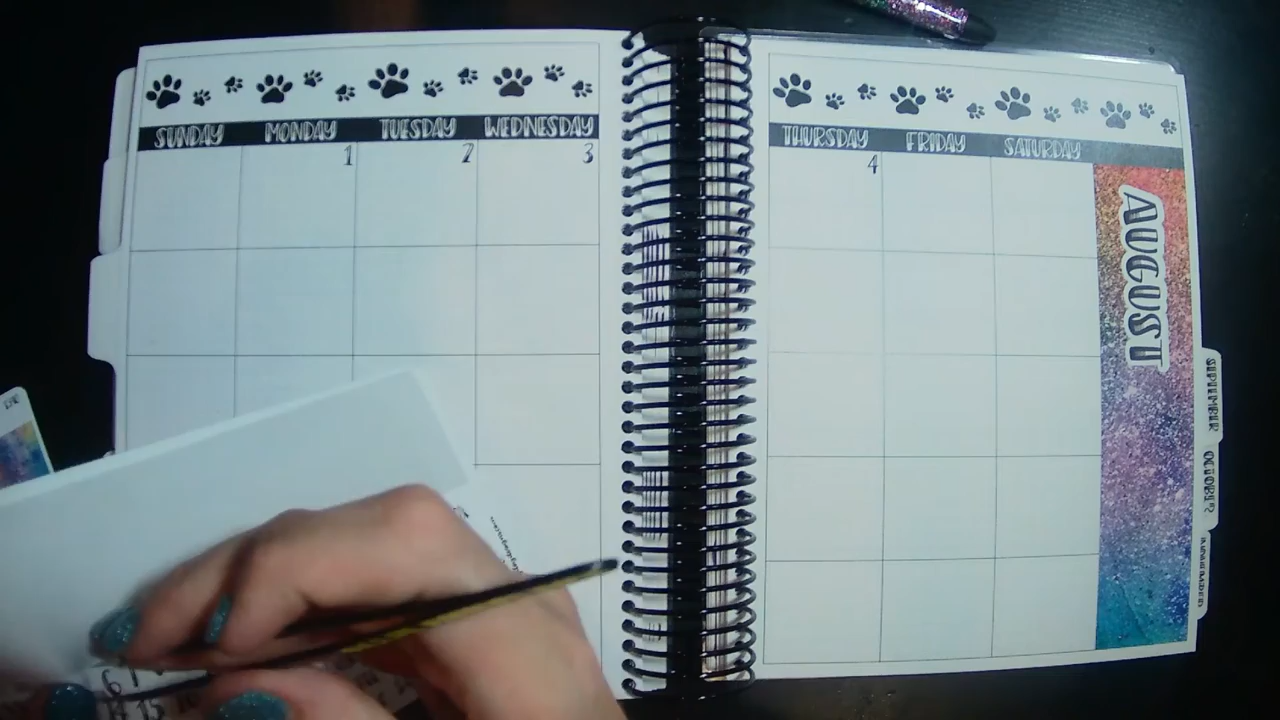 SUNDAY MONDAY TUESDAY WEDNESDAY THURSDAY FRIDAY SATURDAY
1 2 3 4
AUGUST
SEPTEMBER
OCTOBER